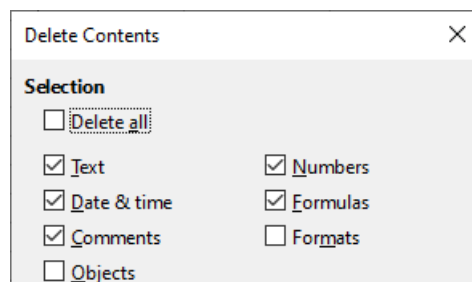 Delete Contents
Selection
Delete all
Text Numbers
Date & time Formulas
Comments Formats
Objects